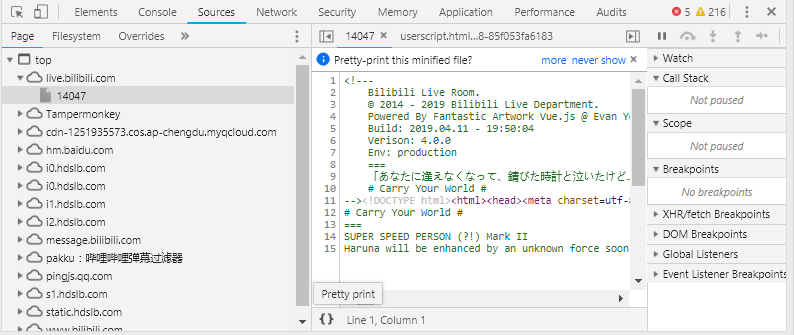 Elements Console Sources Network Security Memory Application Performance Audits 5 216
Page Filesystem Overrides »
14047 userscript.html…8-85f053fa6183
top
live.bilibili.com
14047
Tampermonkey
cdn-1251935573.cos.ap-chengdu.myqcloud.com
hm.baidu.com
i0.hdslb.com
i0.hdslb.com
i1.hdslb.com
i2.hdslb.com
message.bilibili.com
pakku：哔哩哔哩弹幕过滤器
pingjs.qq.com
s1.hdslb.com
static.hdslb.com
www.bilibili.com
Pretty-print this minified file? more never show
1 <!---
2 Bilibili Live Room.
3 © 2014 - 2019 Bilibili Live Department.
4 Powered By Fantastic Artwork Vue.js @ Evan
5 Build: 2019.04.11 - 19:50:04
6 Verison: 4.0.0
7 Env: production
8 ===
9 「あなたに逢えなくなって、錆びた時計と泣いたけど…
10 # Carry Your World #
11 --><!DOCTYPE html><html><head><meta charset=utf-
12 # Carry Your World #
13 ===
14 SUPER SPEED PERSON (?!) Mark II
15 Haruna will be enhanced by an unknown force soon
Pretty print
{} Line 1, Column 1
Watch
Call Stack
Not paused
Scope
Not paused
Breakpoints
No breakpoints
XHR/fetch Breakpoints
DOM Breakpoints
Global Listeners
Event Listener Breakpoints